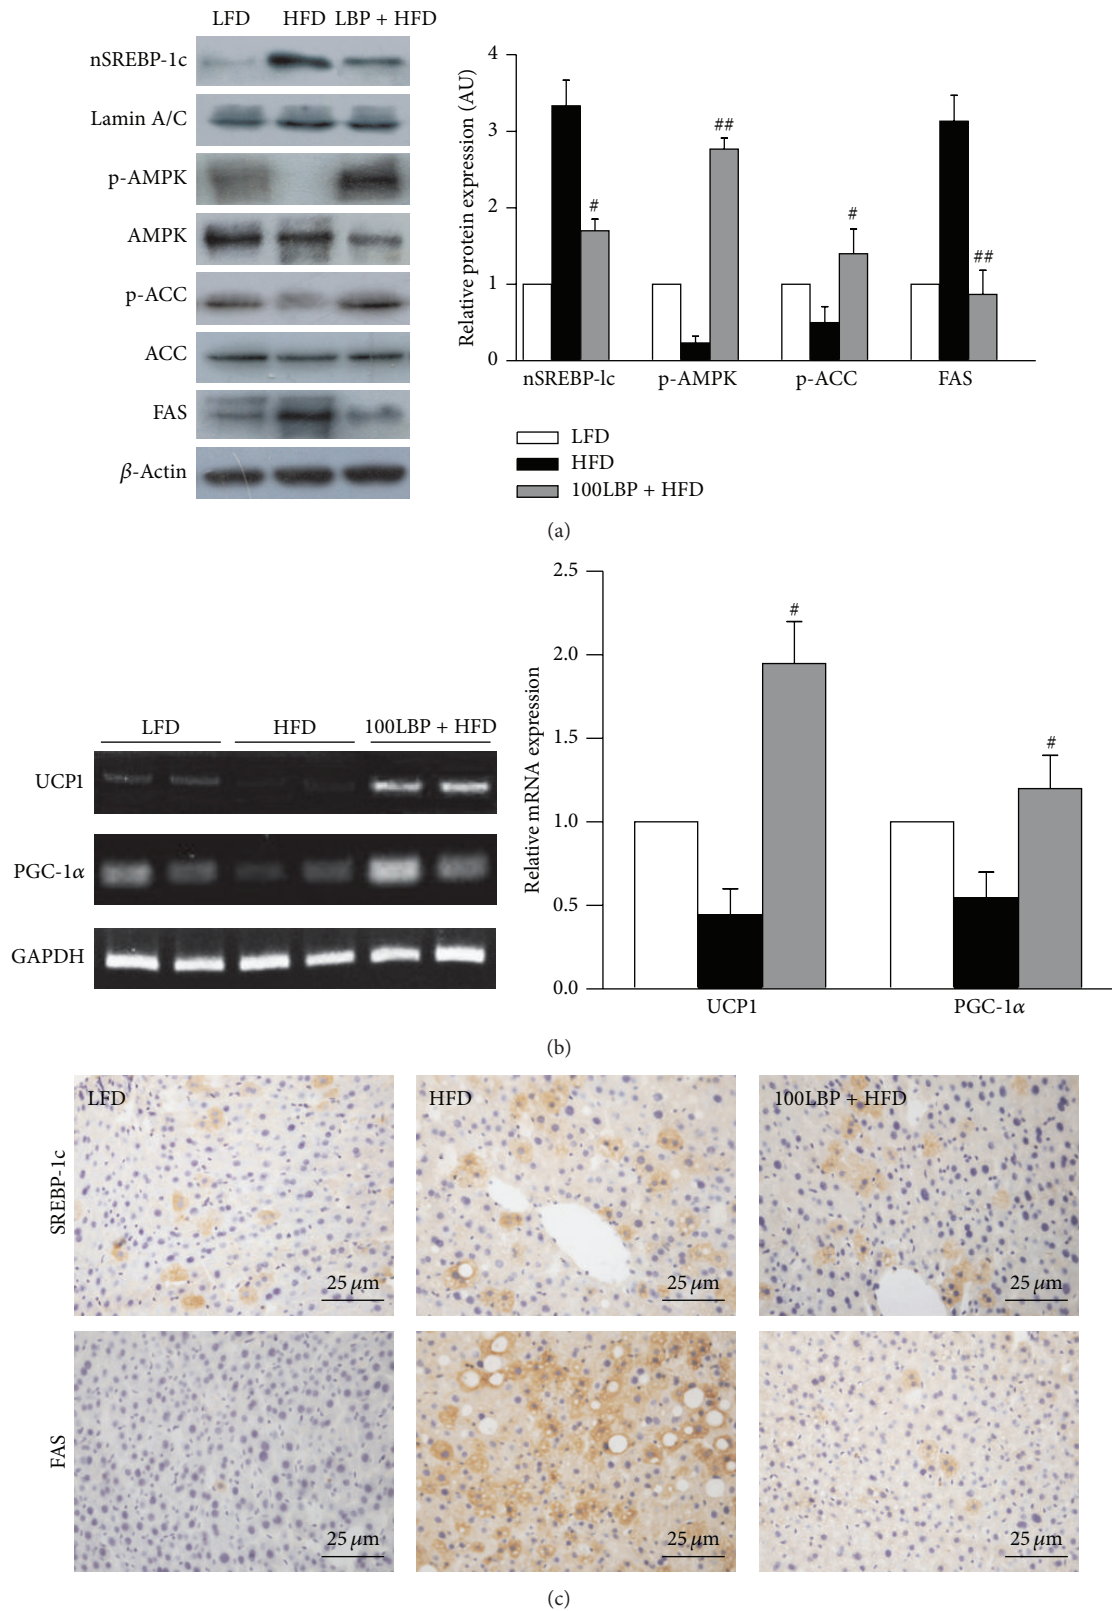 LFD HFD LBP + HFD
nSREBP-1c
Lamin A/C
p-AMPK
AMPK
p-ACC
ACC
FAS
β-Actin
Relative protein expression (AU)
4
3
2
1
0
#
##
#
##
nSREBP-lc p-AMPK p-ACC FAS
LFD
HFD
100LBP + HFD
(a)
LFD HFD 100LBP + HFD
UCP1
PGC-1α
GAPDH
Relative mRNA expression
2.5
2.0
1.5
1.0
0.5
0.0
#
#
UCP1 PGC-1α
(b)
SREBP-1c
LFD HFD 100LBP + HFD
25 μm 25 μm 25 μm
FAS
25 μm 25 μm 25 μm
(c)